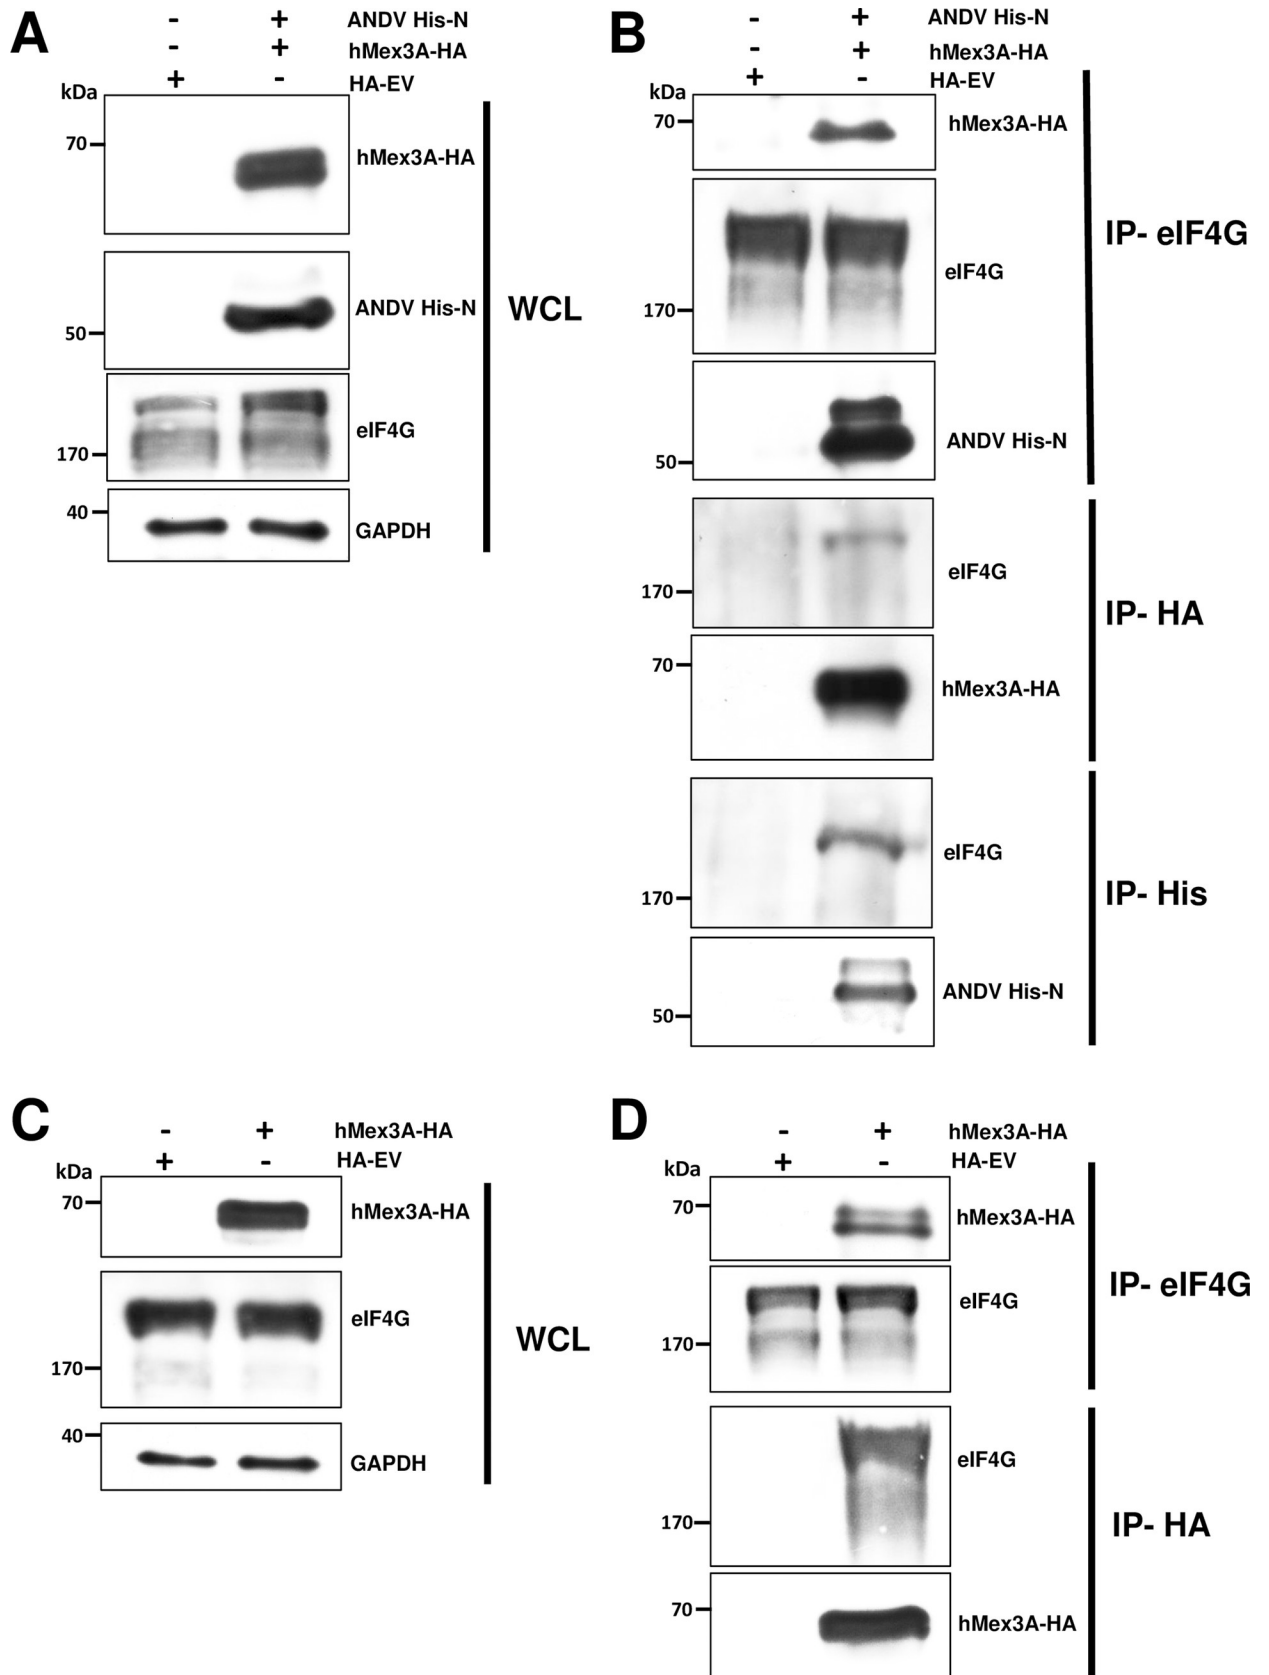 A
- + ANDV His-N
- + hMex3A-HA
+ - HA-EV
kDa
70 hMex3A-HA
50 ANDV His-N
170 eIF4G
40 GAPDH
WCL
B
- + ANDV His-N
- + hMex3A-HA
+ - HA-EV
kDa
70 hMex3A-HA
170 eIF4G
50 ANDV His-N
IP- eIF4G
170 eIF4G
70 hMex3A-HA
IP- HA
170 eIF4G
50 ANDV His-N
IP- His
C
- + hMex3A-HA
+ - HA-EV
kDa
70 hMex3A-HA
170 eIF4G
40 GAPDH
WCL
D
- + hMex3A-HA
+ - HA-EV
kDa
70 hMex3A-HA
170 eIF4G
IP- eIF4G
170 eIF4G
70 hMex3A-HA
IP- HA